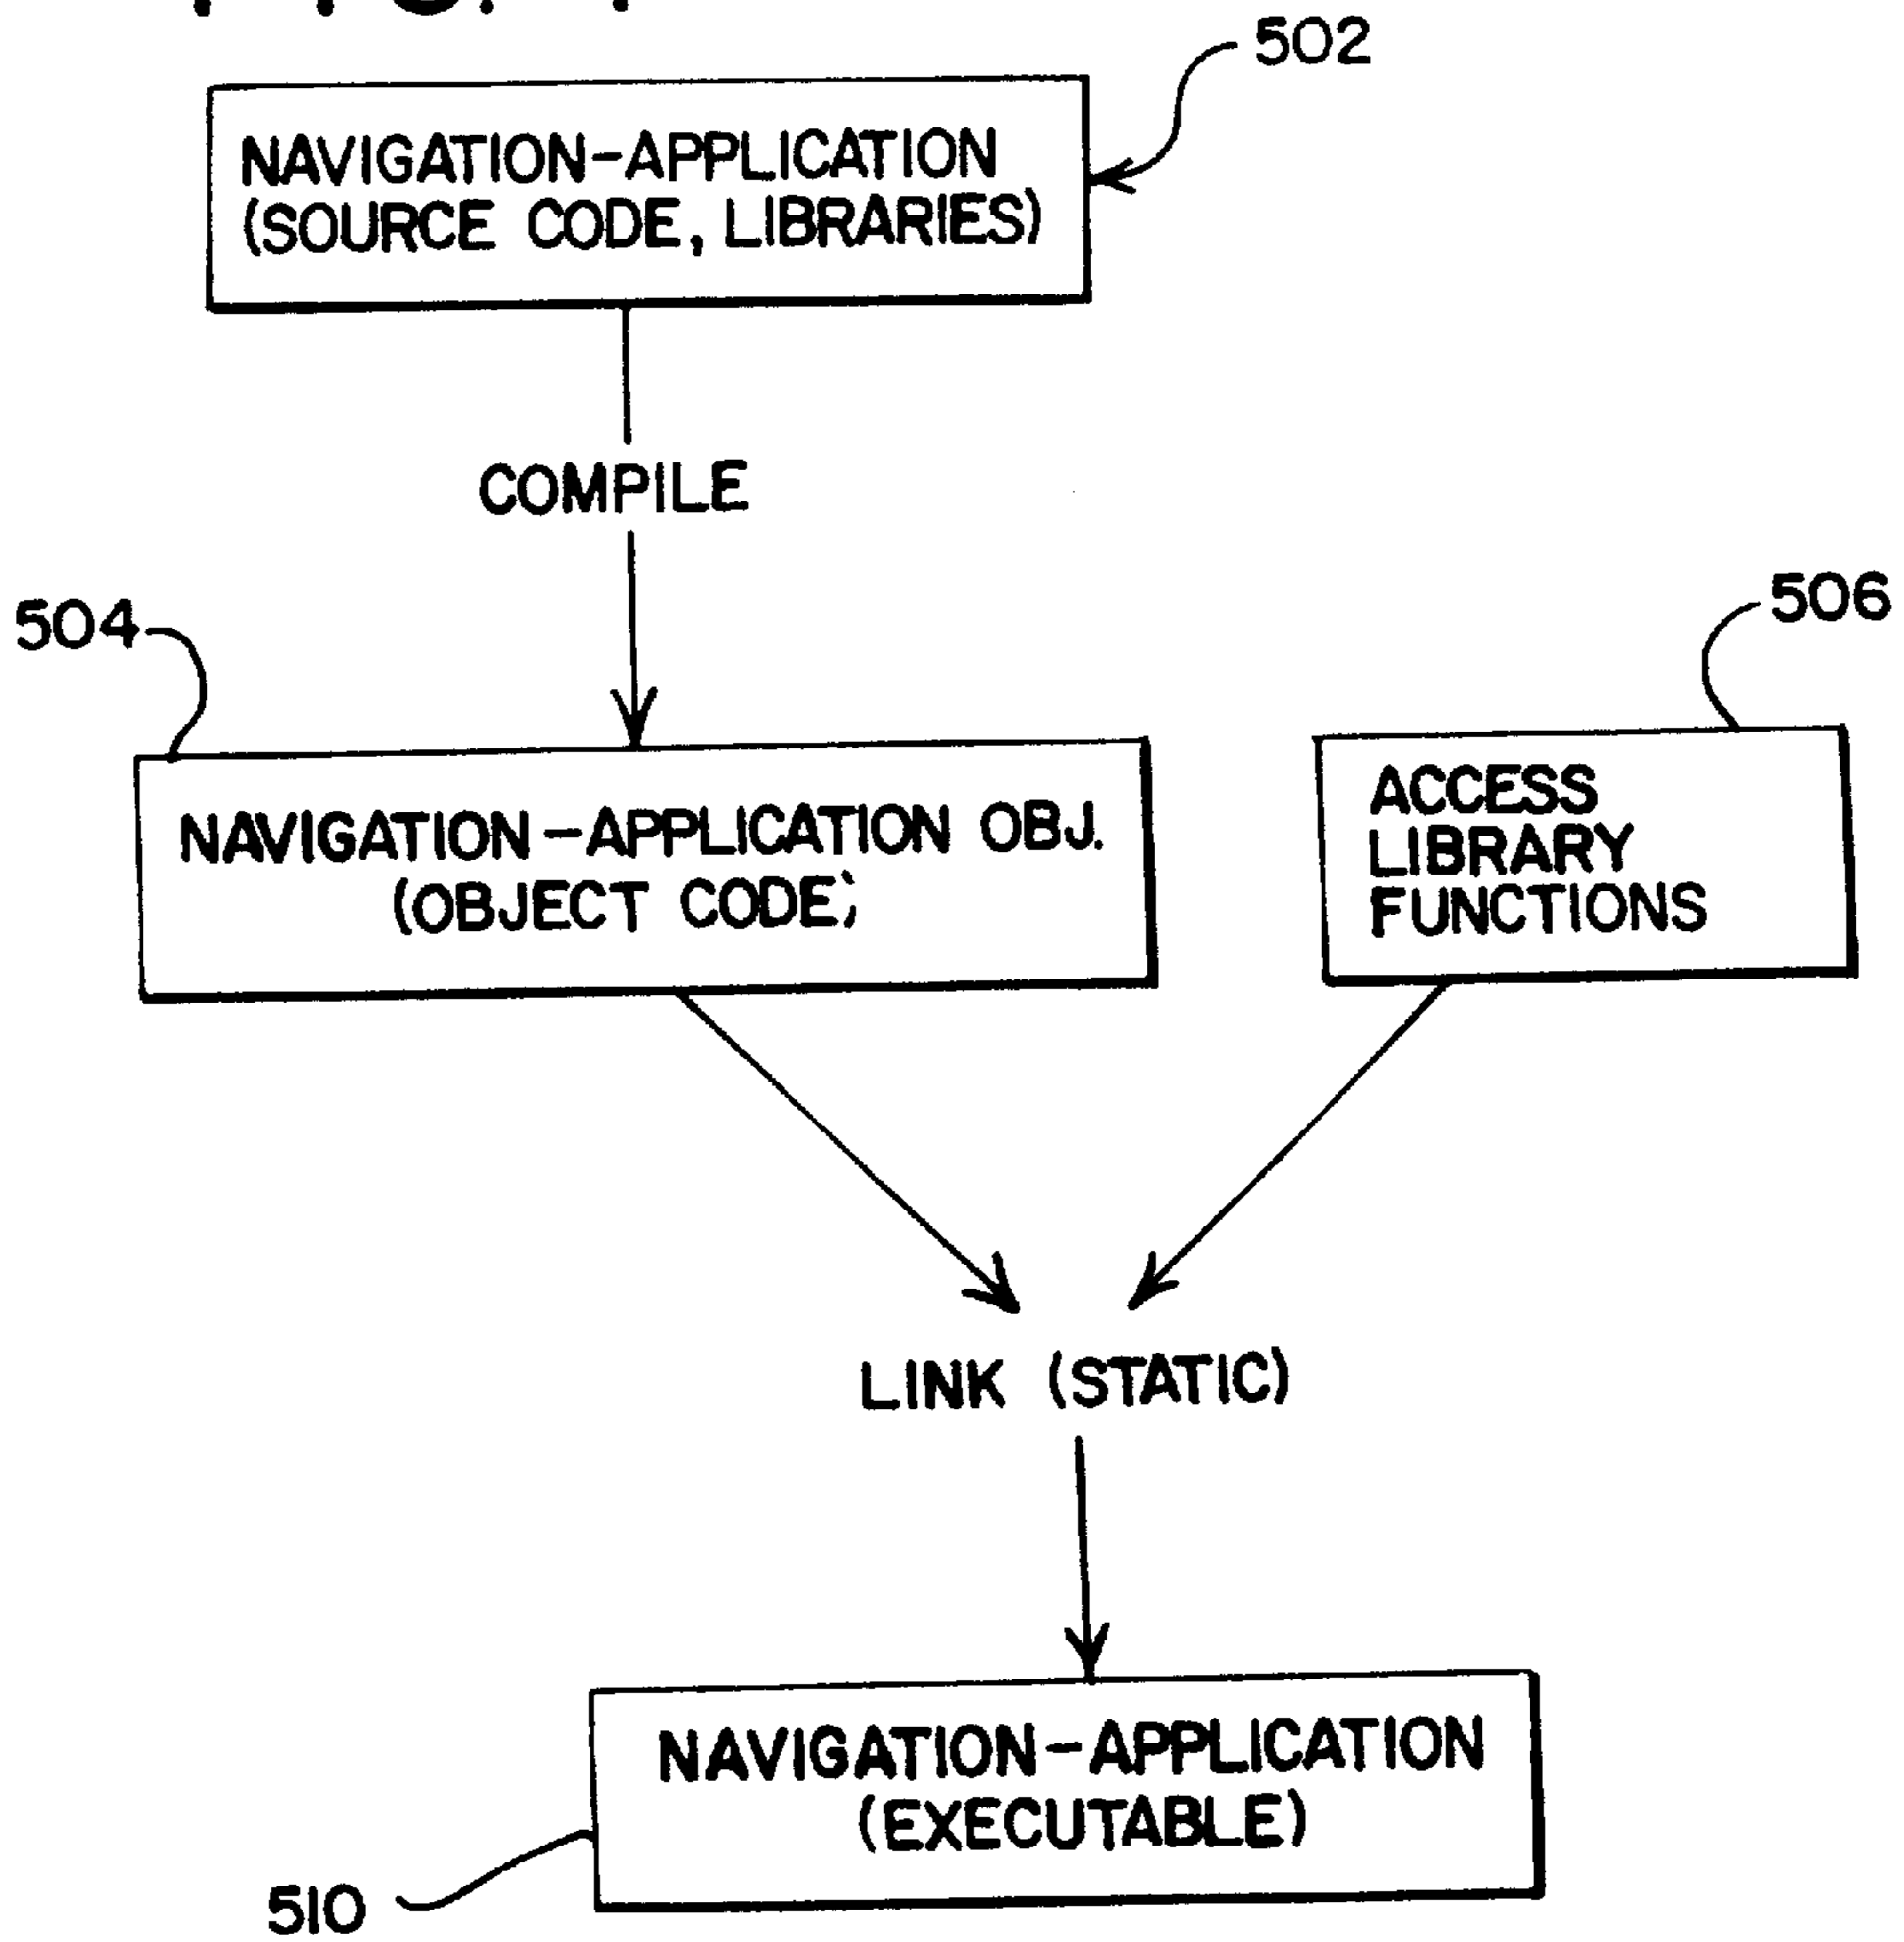 502
NAVIGATION-APPLICATION
(SOURCE CODE, LIBRARIES)
COMPILE
504
506
NAVIGATION-APPLICATION OBJ.
(OBJECT CODE)
ACCESS
LIBRARY
FUNCTIONS
LINK (STATIC)
NAVIGATION-APPLICATION
(EXECUTABLE)
510